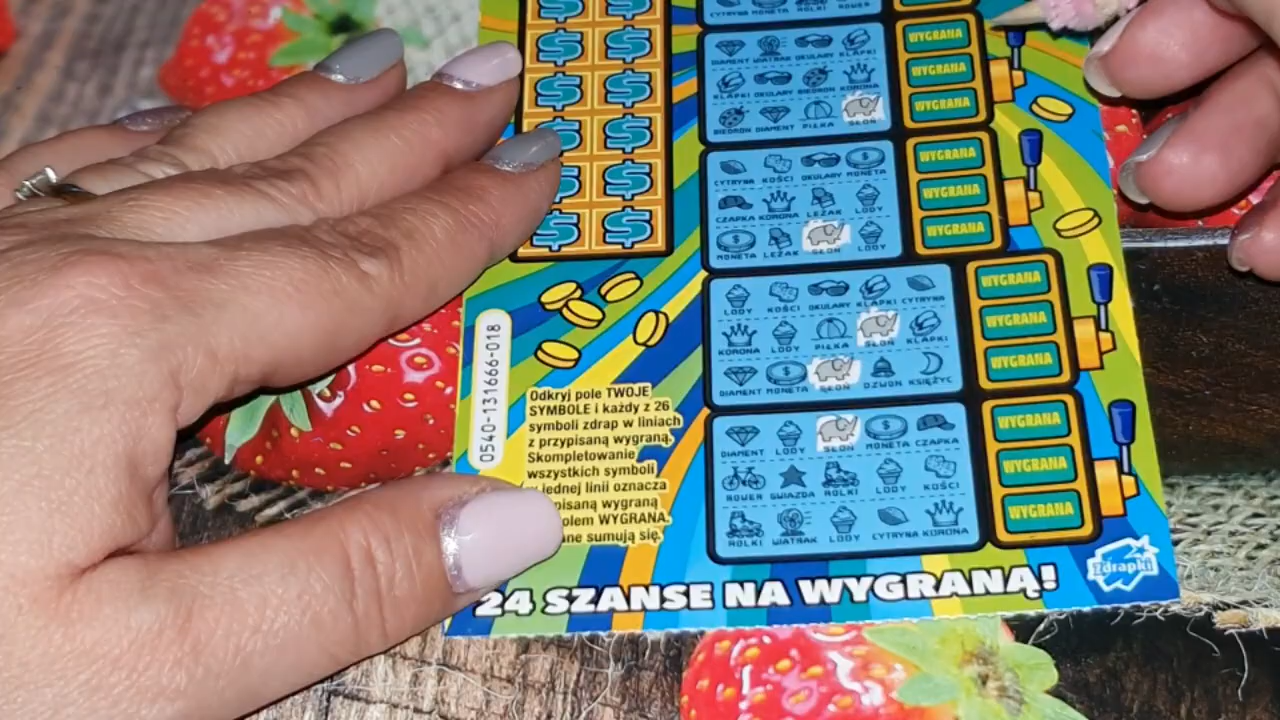 CYTRYNA MONETA ROLKI ROWER
DIAMENT WIATRAK OKULARY KLAPKI
WYGRANA
KLAPKI OKULARY BIEDRON KORONA
WYGRANA
BIEDRON DIAMENT PIŁKA SŁOŃ
WYGRANA
CYTRYNA KOŚCI OKULARY MONETA
WYGRANA
CZAPKA KORONA LEŻAK LODY
WYGRANA
MONETA LEŻAK SŁOŃ LODY
WYGRANA
LODY KOŚCI OKULARY KLAPKI CYTRYNA
WYGRANA
KORONA LODY PIŁKA SŁOŃ KLAPKI
WYGRANA
DIAMENT MONETA SŁOŃ DZWON KSIĘŻYC
WYGRANA
DIAMENT LODY SŁOŃ MONETA CZAPKA
WYGRANA
ROWER GWIAZDA ROLKI LODY KOŚCI
WYGRANA
ROLKI WIATRAK LODY CYTRYNA KORONA
WYGRANA
0540-131666-018
Odkryj pole TWOJE
SYMBOLE i każdy z 26
symboli zdrap w liniach
z przypisaną wygraną.
Skompletowanie
wszystkich symboli
jednej linii oznacza
pisaną wygraną
olem WYGRANA.
ne sumują się.
24 SZANSE NA WYGRANĄ!
Zdrapki